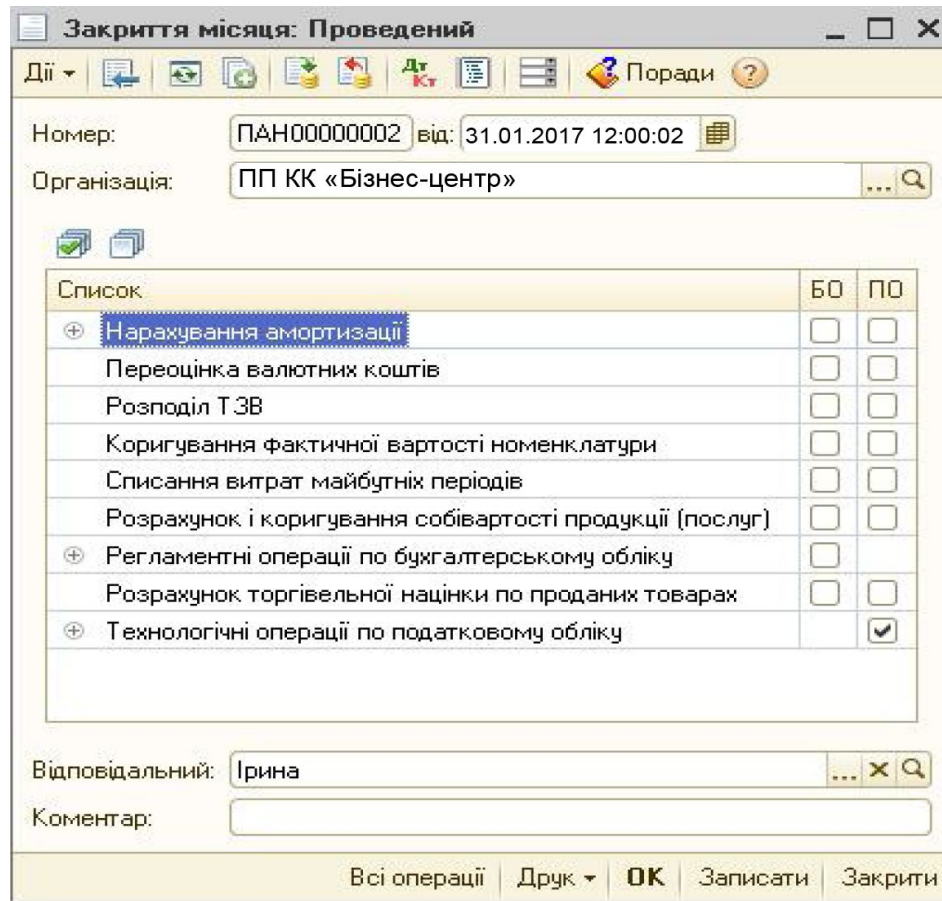 Закриття місяця: Проведений
Дії Дт Кт Поради
Номер: ПАН00000002 від: 31.01.2017 12:00:02
Організація: ПП КК «Бізнес-центр» ...
Список БО ПО
Нарахування амортизації
Переоцінка валютних коштів
Розподіл ТЗВ
Коригування фактичної вартості номенклатури
Списання витрат майбутніх періодів
Розрахунок і коригування собівартості продукції (послуг)
Регламентні операції по бухгалтерському обліку
Розрахунок торгівельної націнки по проданих товарах
Технологічні операції по податковому обліку
Відповідальний: Ірина ...
Коментар:
Всі операції Друк ОК Записати Закрити